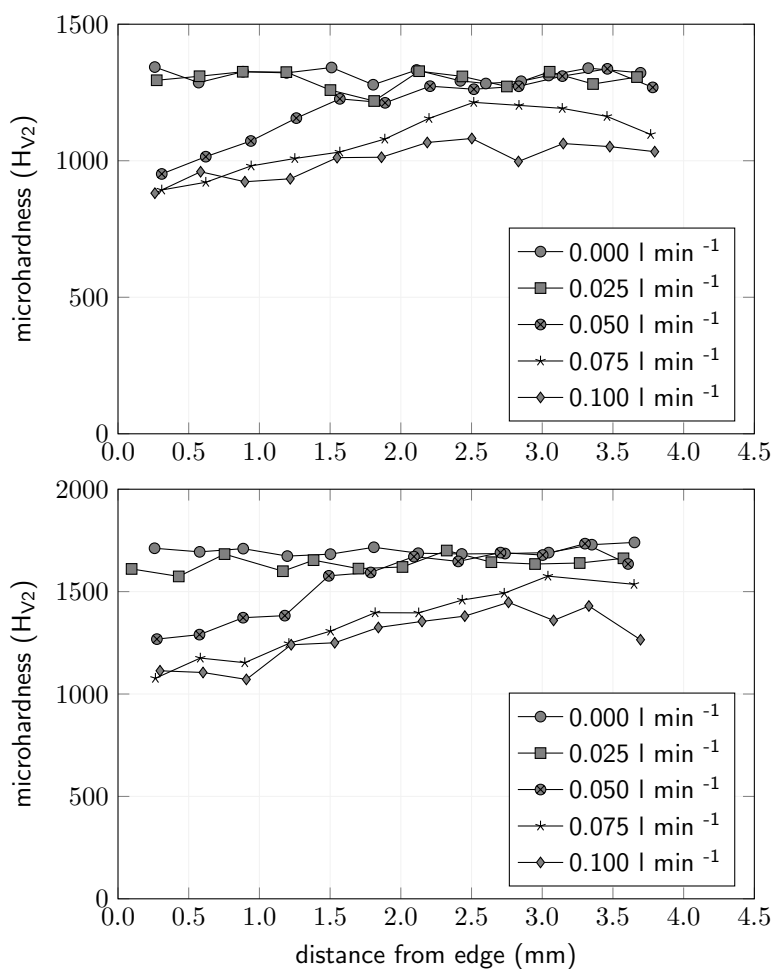 1500
1000
500
0
microhardness (HV2)
0.000 l min -1
0.025 l min -1
0.050 l min -1
0.075 l min -1
0.100 l min -1
0.0 0.5 1.0 1.5 2.0 2.5 3.0 3.5 4.0 4.5
2000
1500
1000
500
0
microhardness (HV2)
0.000 l min -1
0.025 l min -1
0.050 l min -1
0.075 l min -1
0.100 l min -1
0.0 0.5 1.0 1.5 2.0 2.5 3.0 3.5 4.0 4.5
distance from edge (mm)